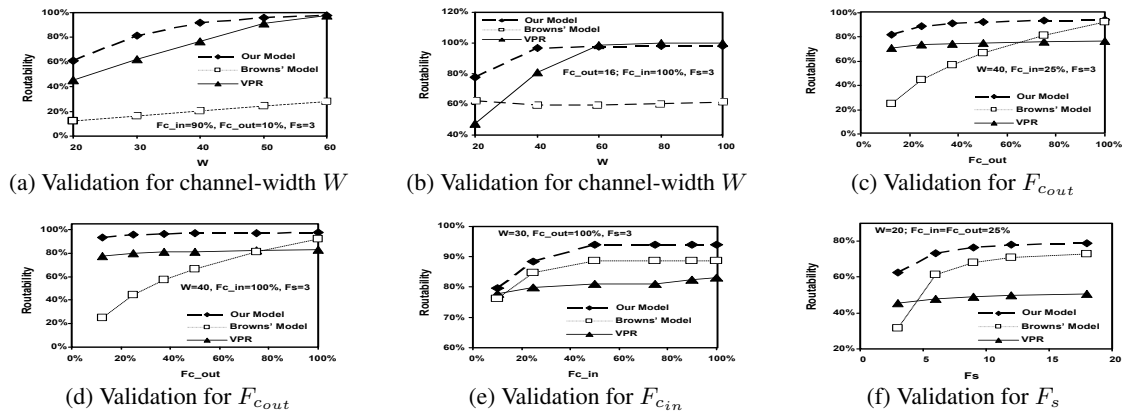 100%
80%
60%
40%
20%
0%
Routability
Our Model
Browns' Model
VPR
Fc_in=90%, Fc_out=10%, Fs=3
20 30 40 50 60
W
(a) Validation for channel-width W
120%
100%
80%
60%
40%
Routability
Our Model
Browns' Model
VPR
Fc_out=16; Fc_in=100%, Fs=3
20 40 60 80 100
W
(b) Validation for channel-width W
100%
80%
60%
40%
20%
0%
Routability
W=40, Fc_in=25%, Fs=3
Our Model
Browns' Model
VPR
0% 20% 40% 60% 80% 100%
Fc_out
(c) Validation for Fcout
100%
80%
60%
40%
20%
0%
Routability
W=40, Fc_in=100%, Fs=3
Our Model
Browns' Model
VPR
0% 20% 40% 60% 80% 100%
Fc_out
(d) Validation for Fcout
100%
90%
80%
70%
60%
Routability
W=30, Fc_out=100%, Fs=3
Our Model
Browns' Model
VPR
0% 20% 40% 60% 80% 100%
Fc_in
(e) Validation for Fcin
80%
60%
40%
20%
Routability
W=20; Fc_in=Fc_out=25%
Our Model
Browns' Model
VPR
0 5 10 15 20
Fs
(f) Validation for Fs